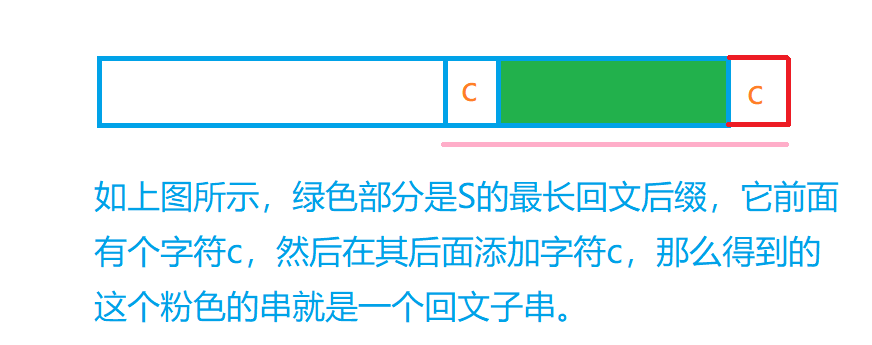 c c
如上图所示，绿色部分是S的最长回文后缀，它前面
有个字符c，然后在其后面添加字符c，那么得到的
这个粉色的串就是一个回文子串。